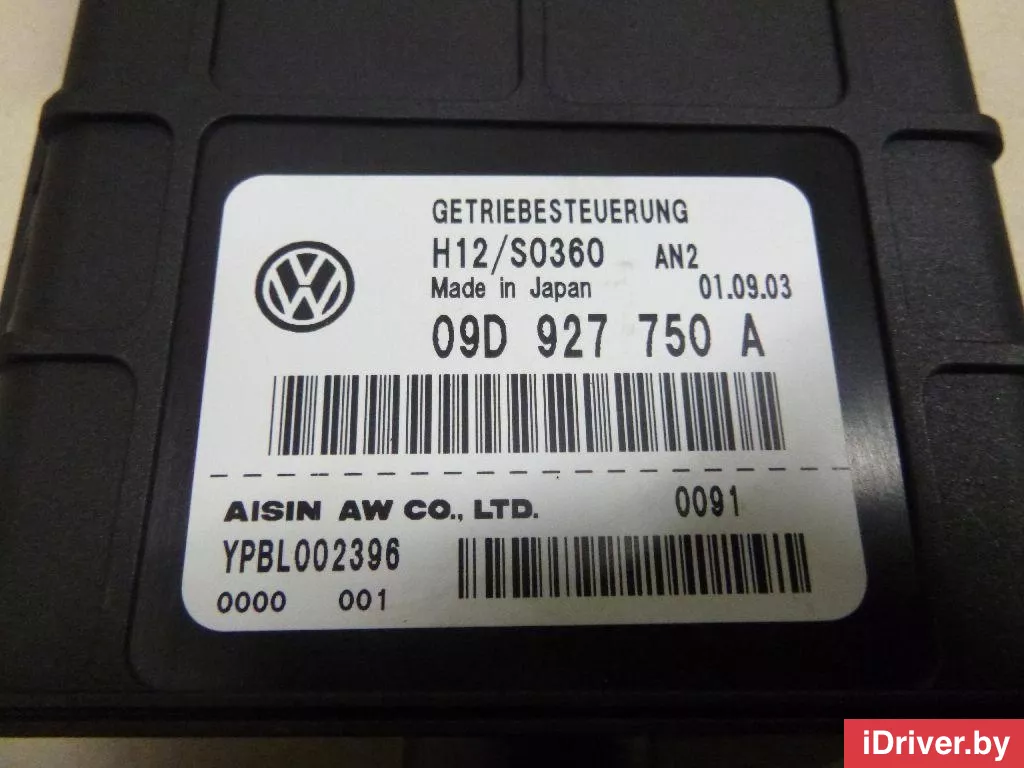 GETRIEBESTEUERUNG
H12/S0360 AN2
Made in Japan 01.09.03
09D 927 750 A
AISIN AW CO., LTD. 0091
YPBL002396
0000 001
iDriver.by